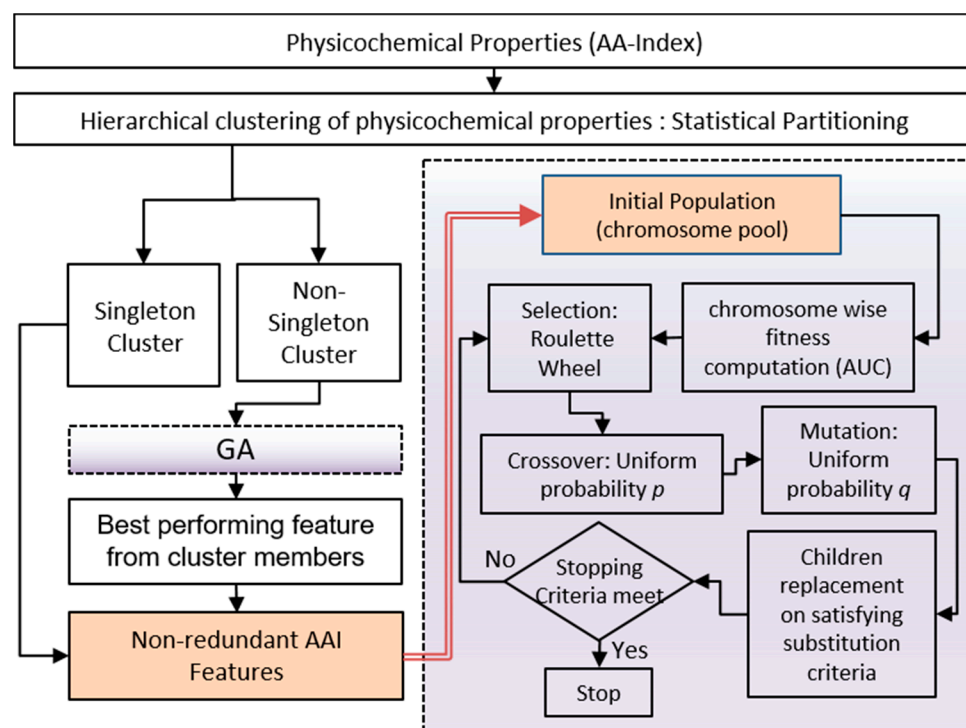 Physicochemical Properties (AA-Index)
Hierarchical clustering of physicochemical properties : Statistical Partitioning
Singleton
Cluster
Non-
Singleton
Cluster
GA
Best performing feature
from cluster members
Non-redundant AAI
Features
Initial Population
(chromosome pool)
chromosome wise
fitness
computation (AUC)
Selection:
Roulette
Wheel
Crossover: Uniform
probability p
Mutation:
Uniform
probability q
Children
replacement
on satisfying
substitution
criteria
Stopping
Criteria meet
No
Yes
Stop